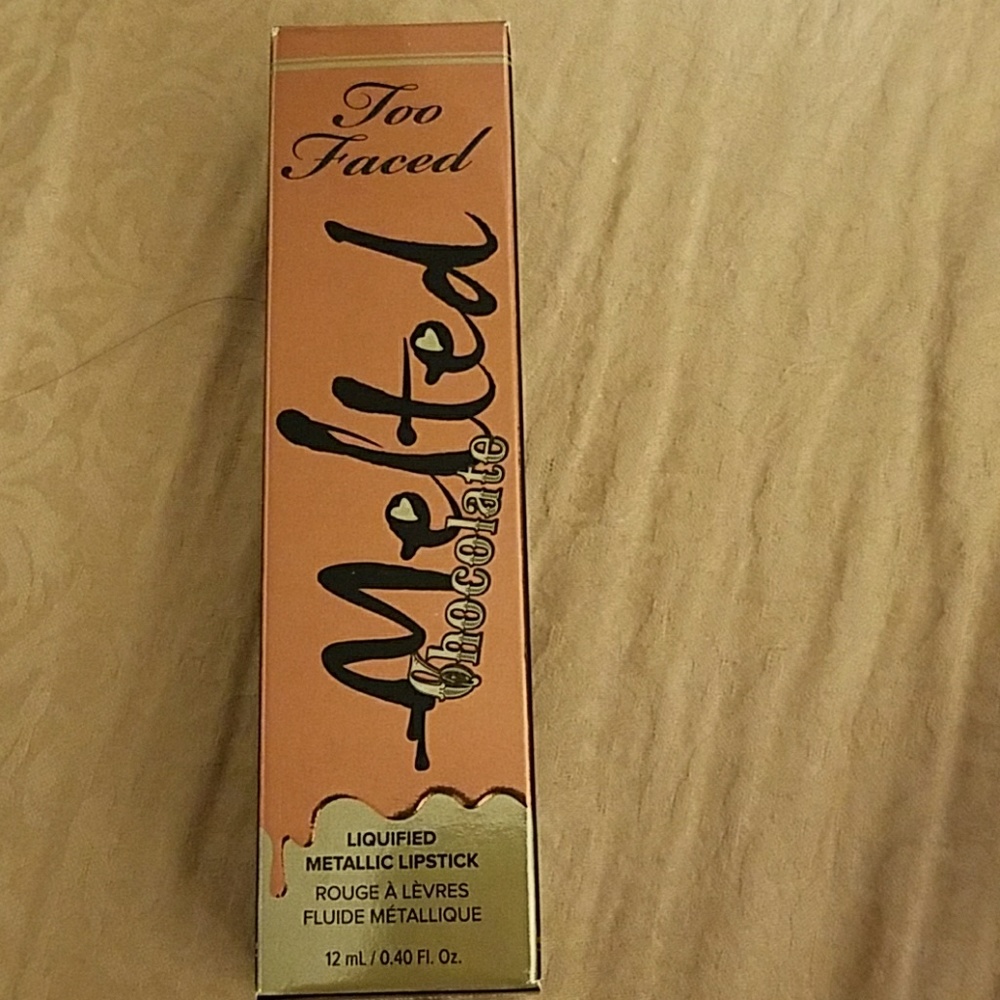 Too
Faced
Melted
Chocolate
LIQUIFIED
METALLIC LIPSTICK
ROUGE À LÈVRES
FLUIDE MÉTALLIQUE
12 mL / 0.40 Fl. Oz.